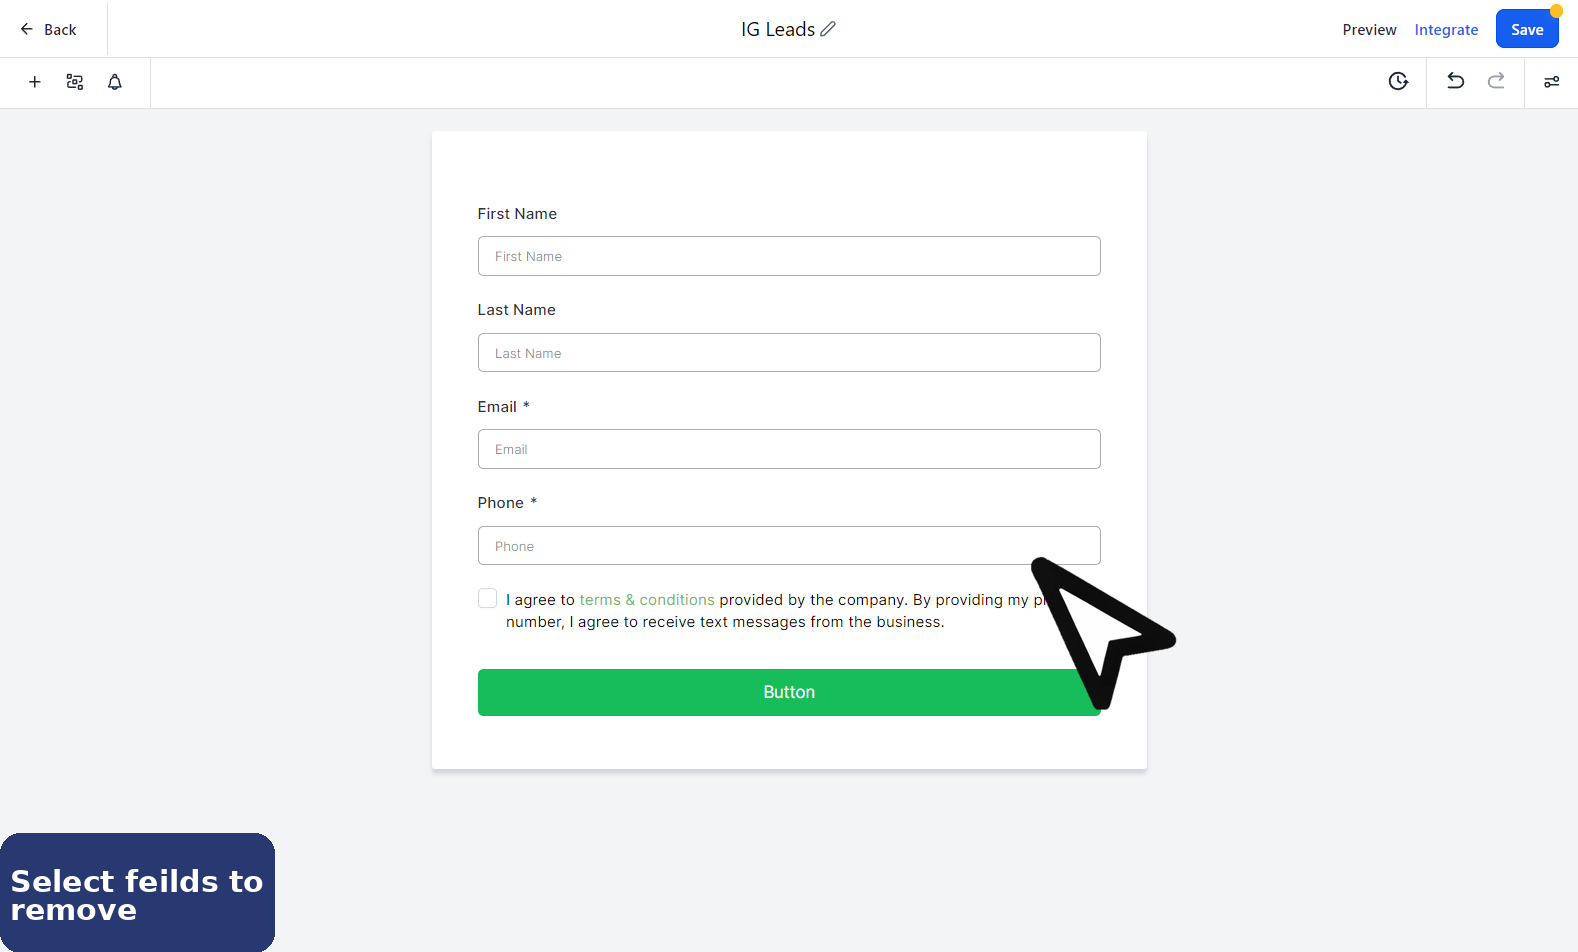 Back
IG Leads
Preview
Integrate
Save
First Name
First Name
Last Name
Last Name
Email *
Email
Phone *
Phone
I agree to terms & conditions provided by the company. By providing my
number, I agree to receive text messages from the business.
Button
Select feilds to
remove